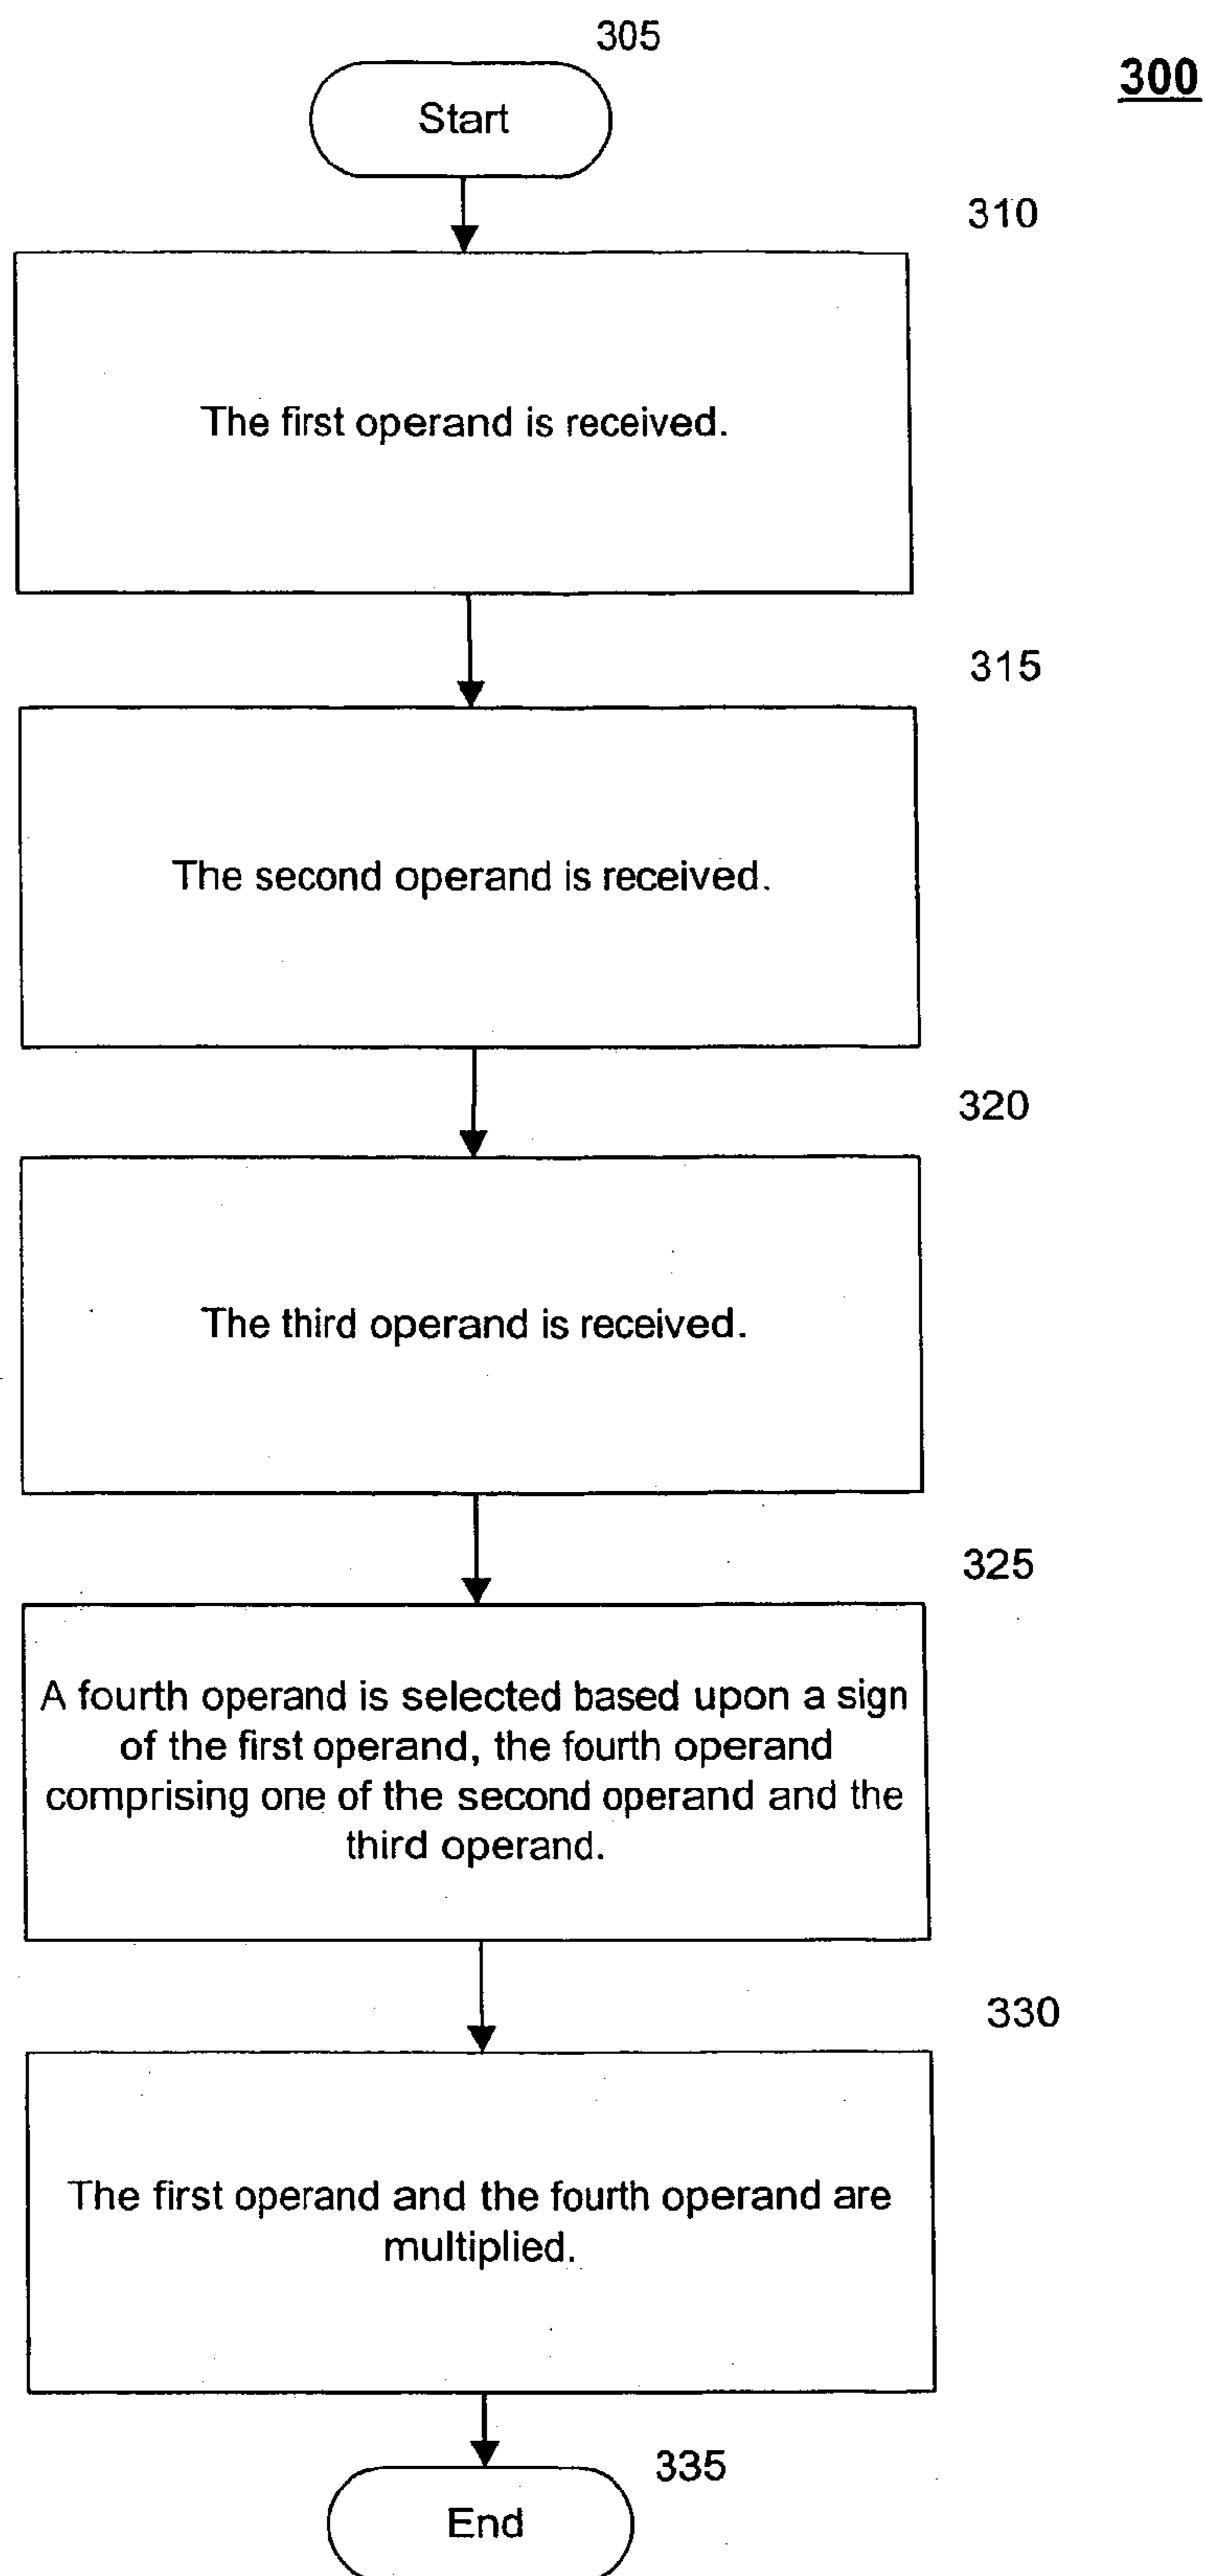 305
300
Start
310
The first operand is received.
315
The second operand is received.
320
The third operand is received.
325
A fourth operand is selected based upon a sign
of the first operand, the fourth operand
comprising one of the second operand and the
third operand.
330
The first operand and the fourth operand are
multiplied.
335
End